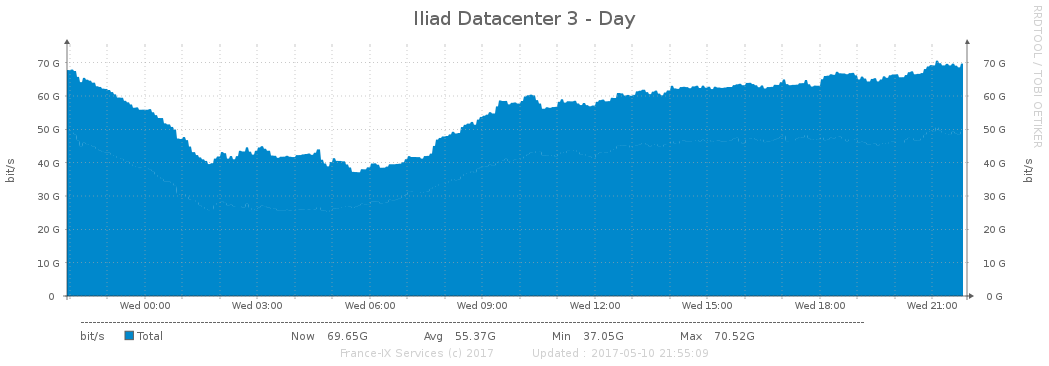 Iliad Datacenter 3 - Day
RRDTOOL / TOBI OETIKER
bit/s
70 G
60 G
50 G
40 G
30 G
20 G
10 G
0
70 G
60 G
50 G
40 G
30 G
20 G
10 G
0 G
bit/s
Wed 00:00 Wed 03:00 Wed 06:00 Wed 09:00 Wed 12:00 Wed 15:00 Wed 18:00 Wed 21:00
bit/s Total Now 69.65G Avg 55.37G Min 37.05G Max 70.52G
France-IX Services (c) 2017 Updated : 2017-05-10 21:55:09